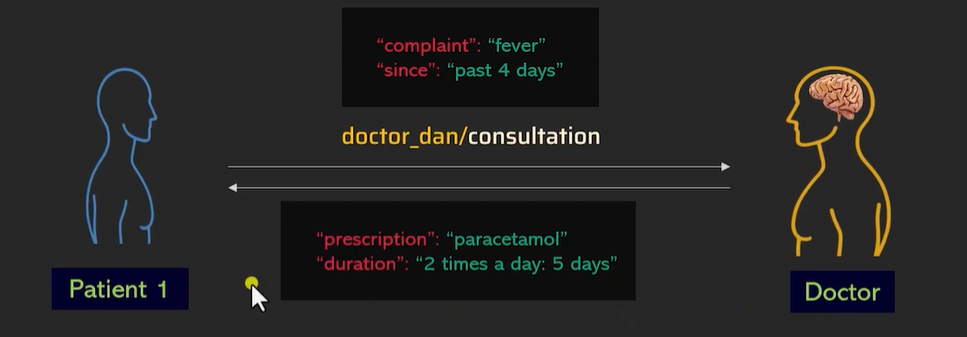 “complaint”: “fever”
“since”: “past 4 days”
doctor_dan/consultation
“prescription”: “paracetamol”
“duration”: “2 times a day: 5 days”
Patient 1
Doctor